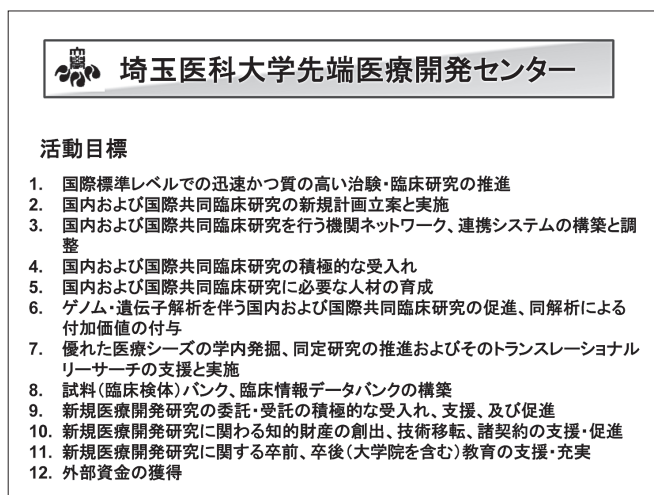 埼玉医科大学先端医療開発センター
活動目標
1. 国際標準レベルでの迅速かつ質の高い治験・臨床研究の推進
2. 国内および国際共同臨床研究の新規計画立案と実施
3. 国内および国際共同臨床研究を行う機関ネットワーク、連携システムの構築と調
整
4. 国内および国際共同臨床研究の積極的な受入れ
5. 国内および国際共同臨床研究に必要な人材の育成
6. ゲノム・遺伝子解析を伴う国内および国際共同臨床研究の促進、同解析による
付加価値の付与
7. 優れた医療シーズの学内発掘、同定研究の推進およびそのトランスレーショナル
リーサーチの支援と実施
8. 試料(臨床検体)バンク、臨床情報データバンクの構築
9. 新規医療開発研究の委託・受託の積極的な受入れ、支援、及び促進
10. 新規医療開発研究に関わる知的財産の創出、技術移転、諸契約の支援・促進
11. 新規医療開発研究に関する卒前、卒後(大学院を含む)教育の支援・充実
12. 外部資金の獲得